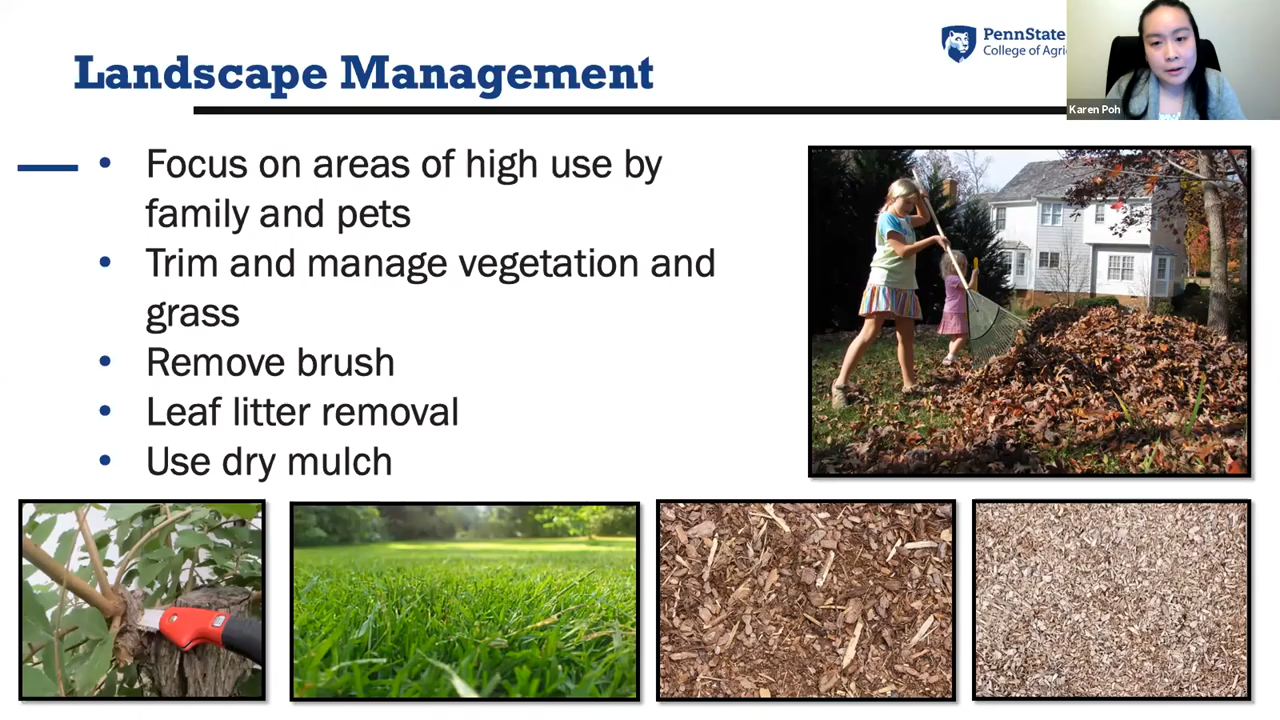 Landscape Management
PennState
College of Agri
Karen Poh
• Focus on areas of high use by
family and pets
• Trim and manage vegetation and
grass
• Remove brush
• Leaf litter removal
• Use dry mulch